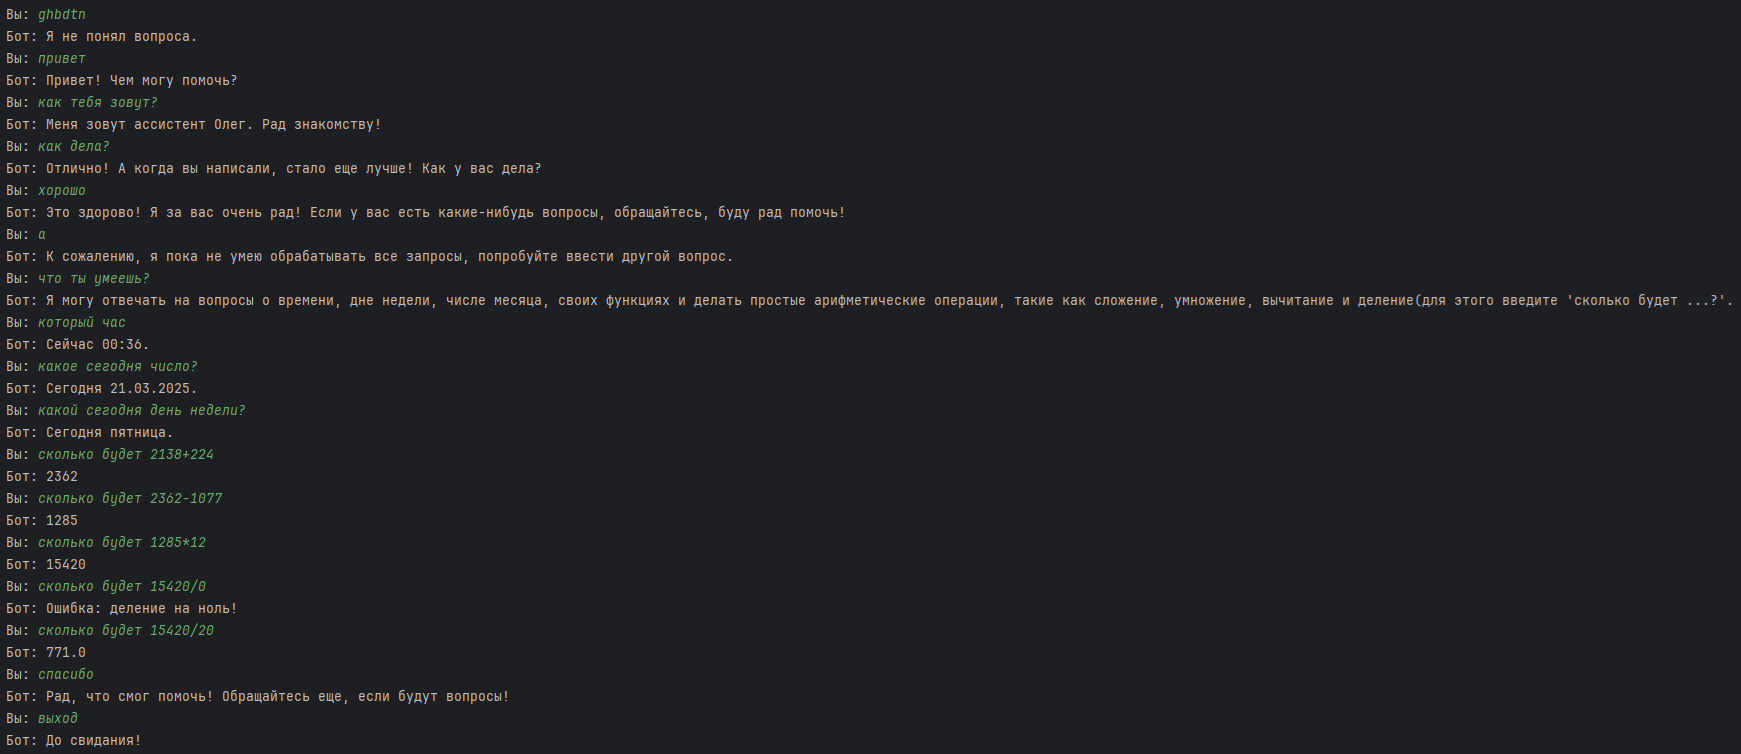 Вы: ghbdtn
Бот: Я не понял вопроса.
Вы: привет
Бот: Привет! Чем могу помочь?
Вы: как тебя зовут?
Бот: Меня зовут ассистент Олег. Рад знакомству!
Вы: как дела?
Бот: Отлично! А когда вы написали, стало еще лучше! Как у вас дела?
Вы: хорошо
Бот: Это здорово! Я за вас очень рад! Если у вас есть какие-нибудь вопросы, обращайтесь, буду рад помочь!
Вы: а
Бот: К сожалению, я пока не умею обрабатывать все запросы, попробуйте ввести другой вопрос.
Вы: что ты умеешь?
Бот: Я могу отвечать на вопросы о времени, дне недели, числе месяца, своих функциях и делать простые арифметические операции, такие как сложение, умножение, вычитание и деление(для этого введите 'сколько будет ...?'.
Вы: который час
Бот: Сейчас 00:36.
Вы: какое сегодня число?
Бот: Сегодня 21.03.2025.
Вы: какой сегодня день недели?
Бот: Сегодня пятница.
Вы: сколько будет 2138+224
Бот: 2362
Вы: сколько будет 2362-1077
Бот: 1285
Вы: сколько будет 1285*12
Бот: 15420
Вы: сколько будет 15420/0
Бот: Ошибка: деление на ноль!
Вы: сколько будет 15420/20
Бот: 771.0
Вы: спасибо
Бот: Рад, что смог помочь! Обращайтесь еще, если будут вопросы!
Вы: выход
Бот: До свидания!